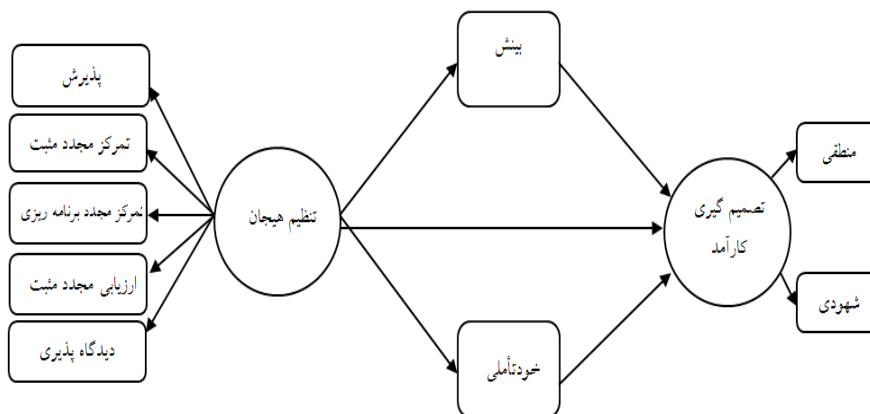 بینش
پذیرش
تمرکز مجدد مثبت
تمرکز مجدد برنامه ریزی
ارزیابی مجدد مثبت
دیدگاه پذیری
تنظیم هیجان
خودتأملی
تصمیم گیری
کارآمد
منطقی
شهودی